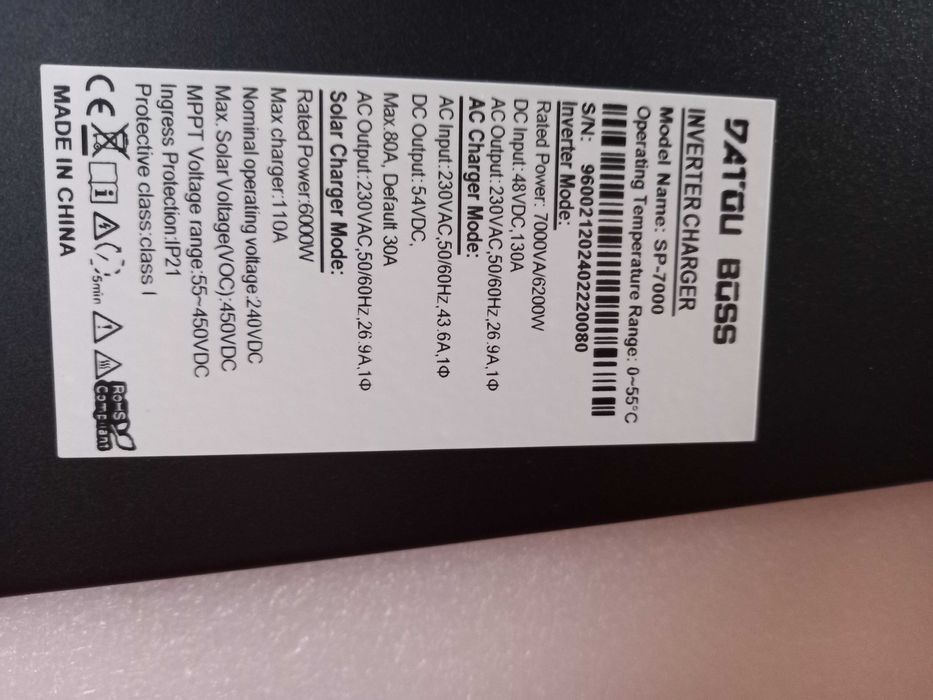 DATOU BOSS
INVERTER CHARGER
Model Name: SP-7000
Operating Temperature Range: 0~55°C
S/N: 96002120240220080
Inverter Mode:
Rated Power: 7000VA/6200W
DC Input: 48VDC,130A
AC Output:230VAC,50/60Hz,26.9A,1Φ
AC Charger Mode:
AC Input:230VAC,50/60Hz,43.6A,1Φ
DC Output:54VDC,
Max.80A, Default 30A
AC Output:230VAC,50/60Hz,26.9A,1Φ
Solar Charger Mode:
Rated Power:6000W
Max charger:110A
Nominal operating voltage:240VDC
Max. Solar Voltage(VOC):450VDC
MPPT Voltage range:55~450VDC
Ingress Protection:IP21
Protective class:class I
CE 5min RoHS
Compliant
MADE IN CHINA